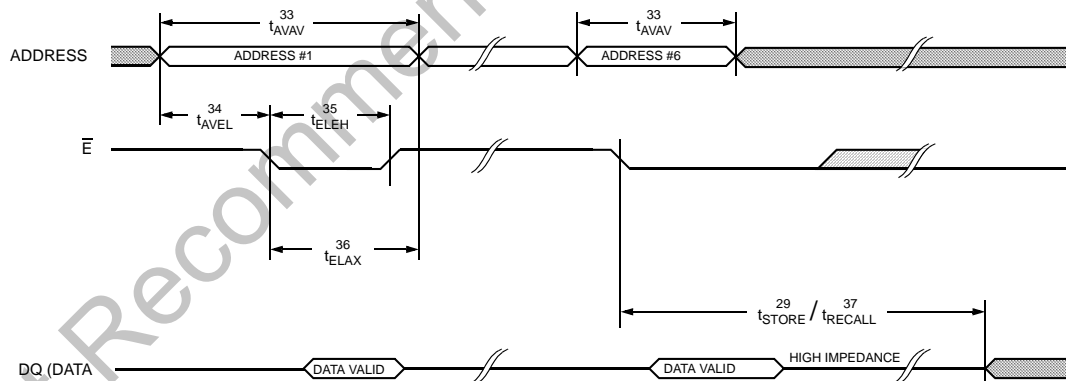 33 33
tAVAV tAVAV
ADDRESS ADDRESS #1 ADDRESS #6
34 35
tAVEL tELEH
E
36
tELAX
29 37
tSTORE / tRECALL
HIGH IMPEDANCE
DQ (DATA DATA VALID DATA VALID
Recommen